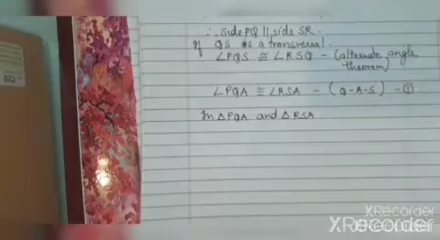 ∴ side PQ || side SR.
If QS is a transversal.
∠PQS ≅ ∠RSQ - (alternate angle
theorem)
∠PQA ≅ ∠RSA - (Q-A-S) - ①
In △PQA and △RSA
XRecorder
XRecorder